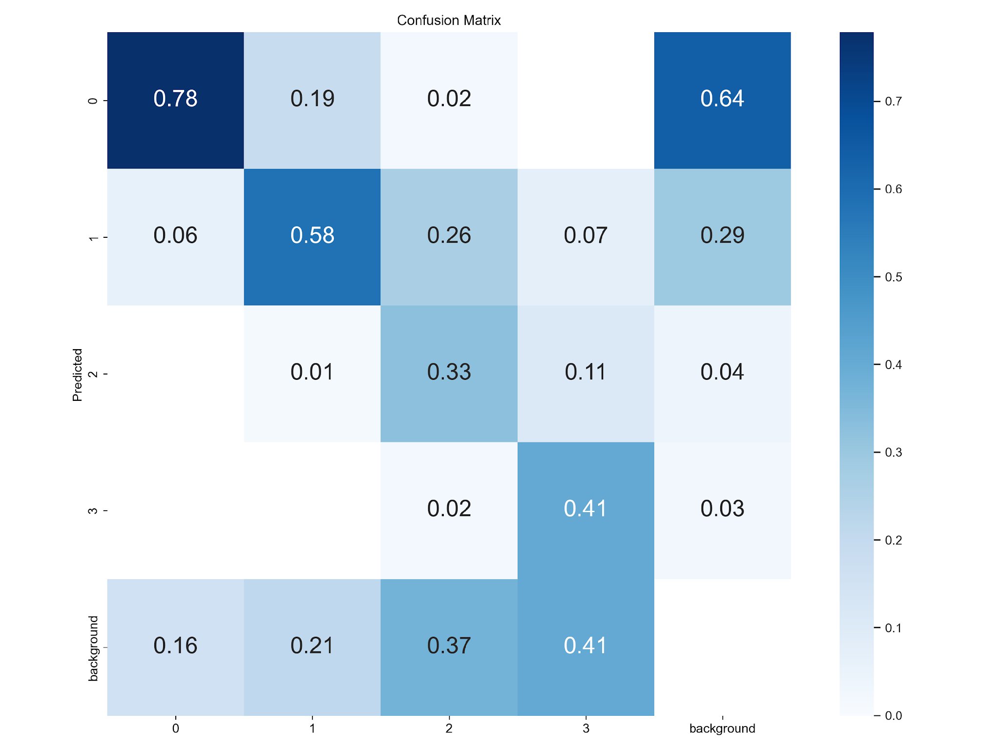 Confusion Matrix
0 0.78 0.19 0.02 0.64
1 0.06 0.58 0.26 0.07 0.29
2 0.01 0.33 0.11 0.04
3 0.02 0.41 0.03
background 0.16 0.21 0.37 0.41
0 1 2 3 background
Predicted
0.7
0.6
0.5
0.4
0.3
0.2
0.1
0.0